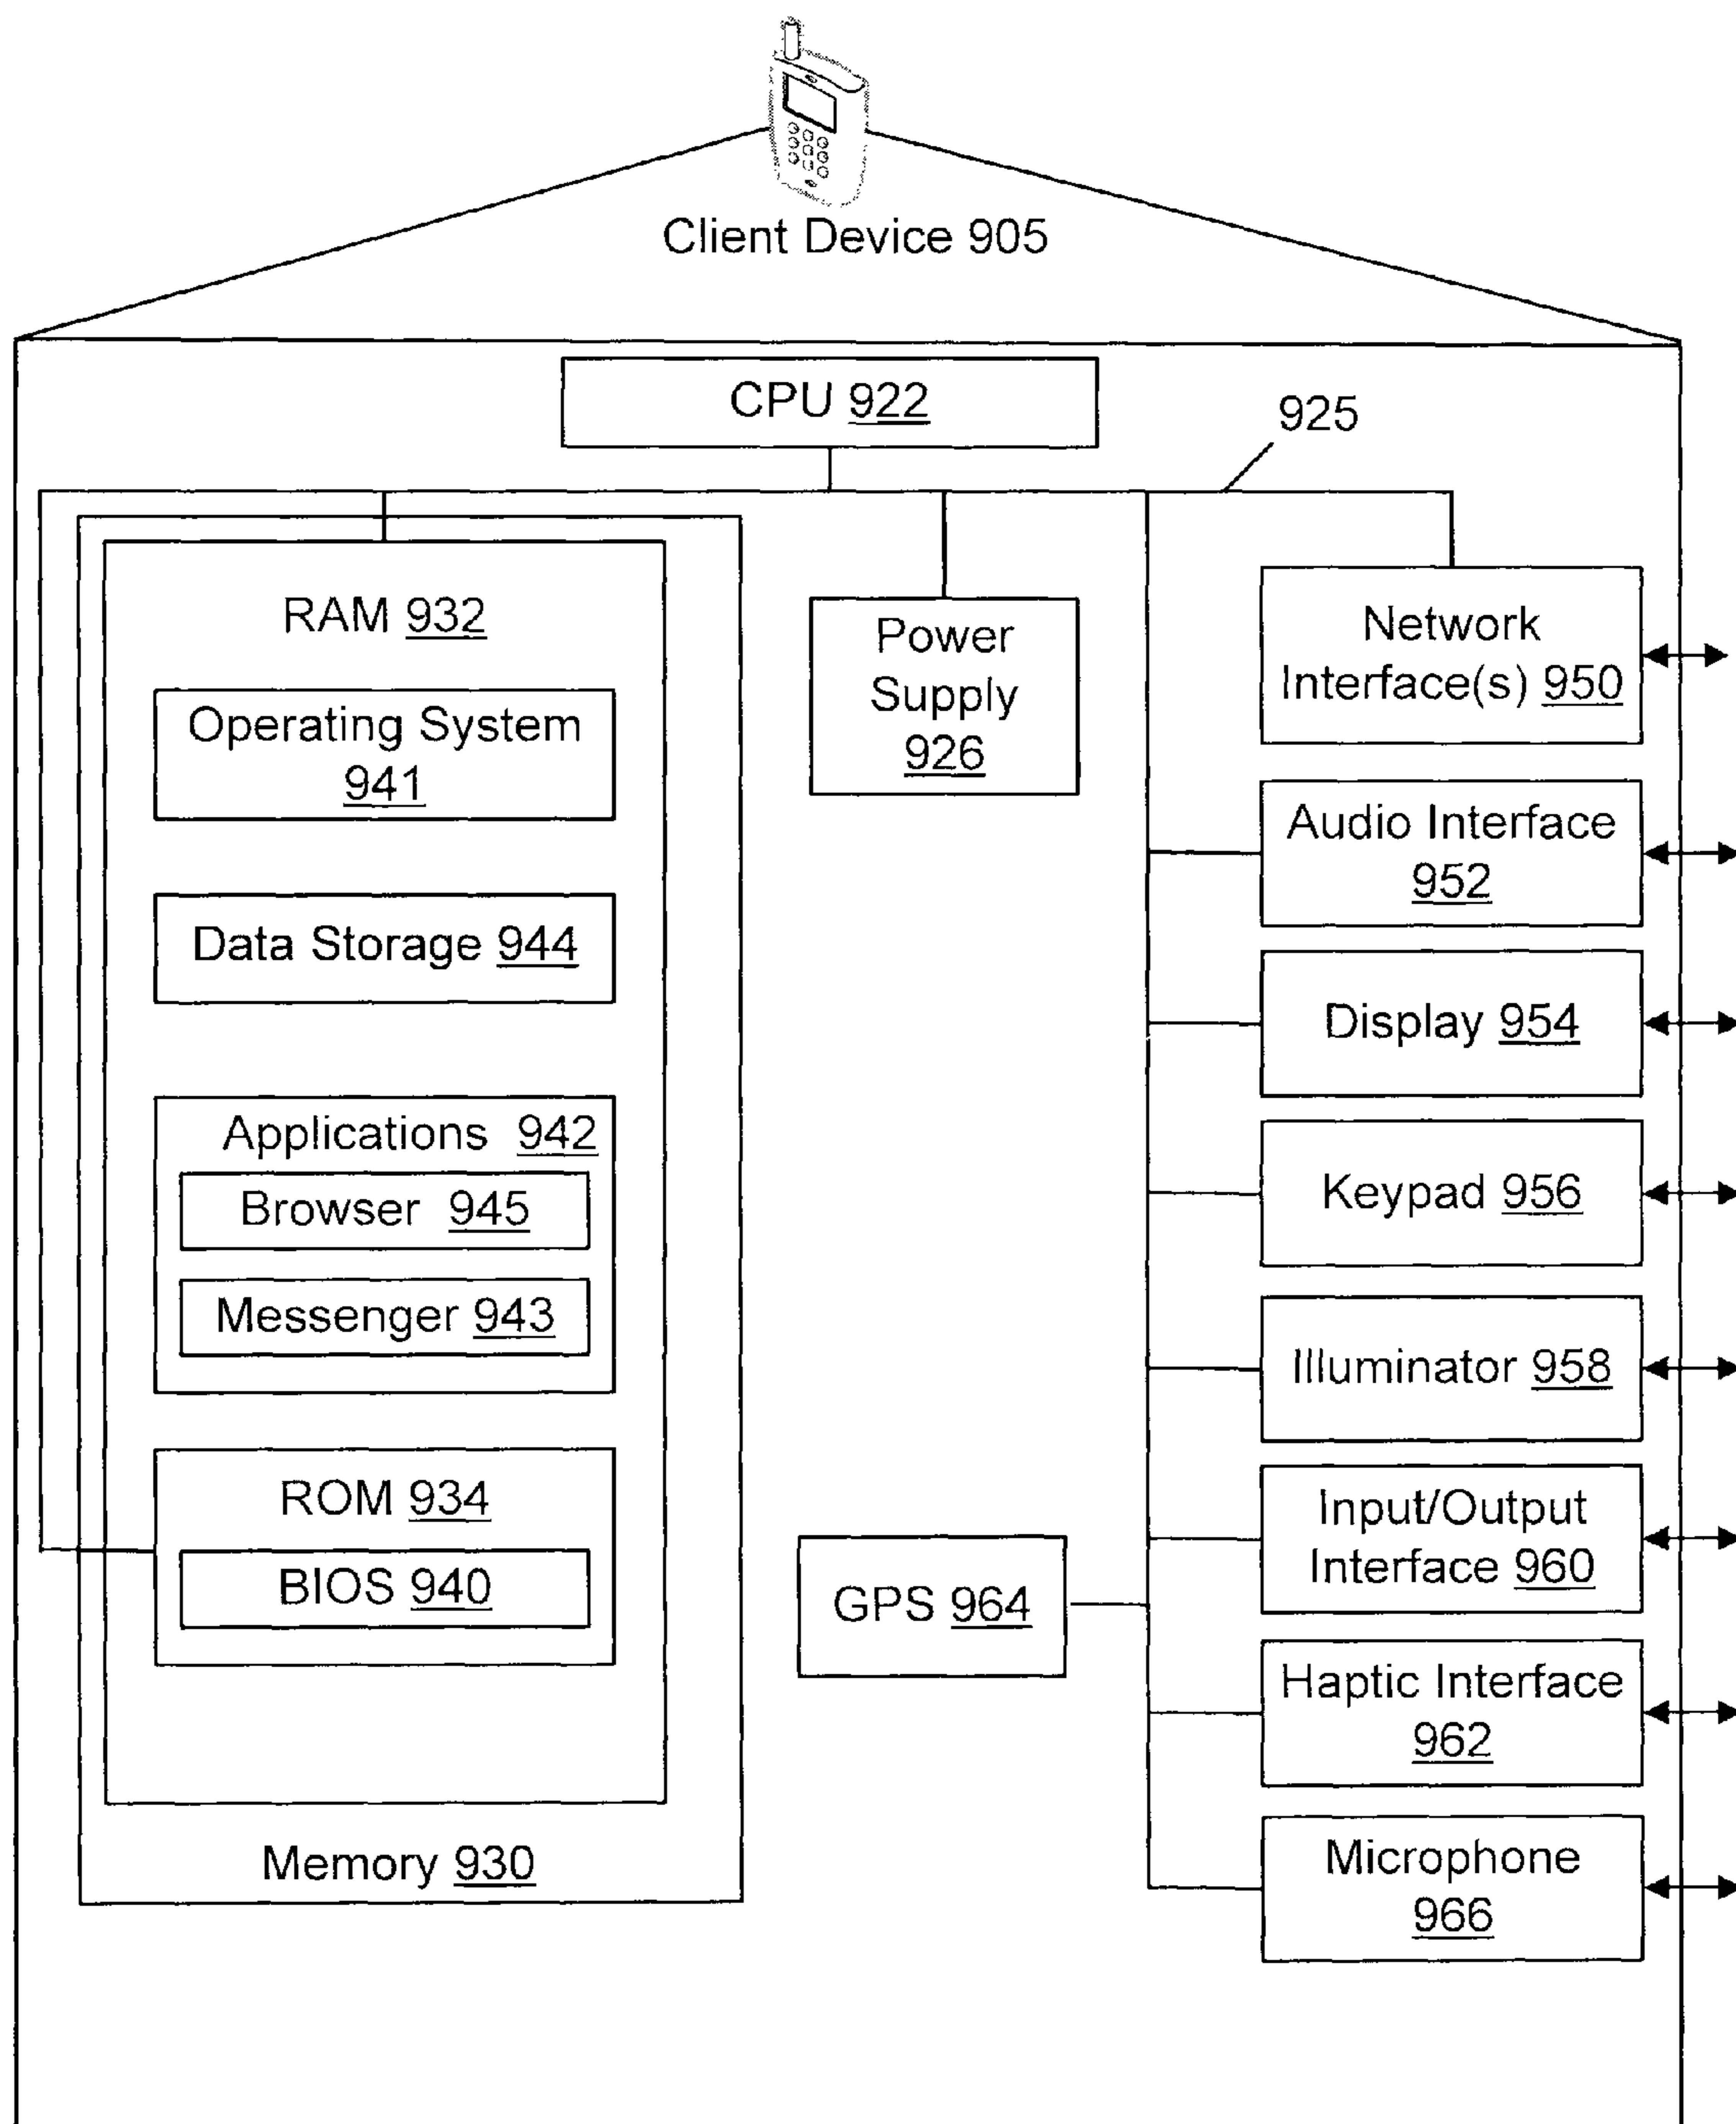 Client Device 905
CPU 922
925
RAM 932
Operating System
941
Data Storage 944
Applications 942
Browser 945
Messenger 943
ROM 934
BIOS 940
Memory 930
Power
Supply
926
GPS 964
Network
Interface(s) 950
Audio Interface
952
Display 954
Keypad 956
Illuminator 958
Input/Output
Interface 960
Haptic Interface
962
Microphone
966